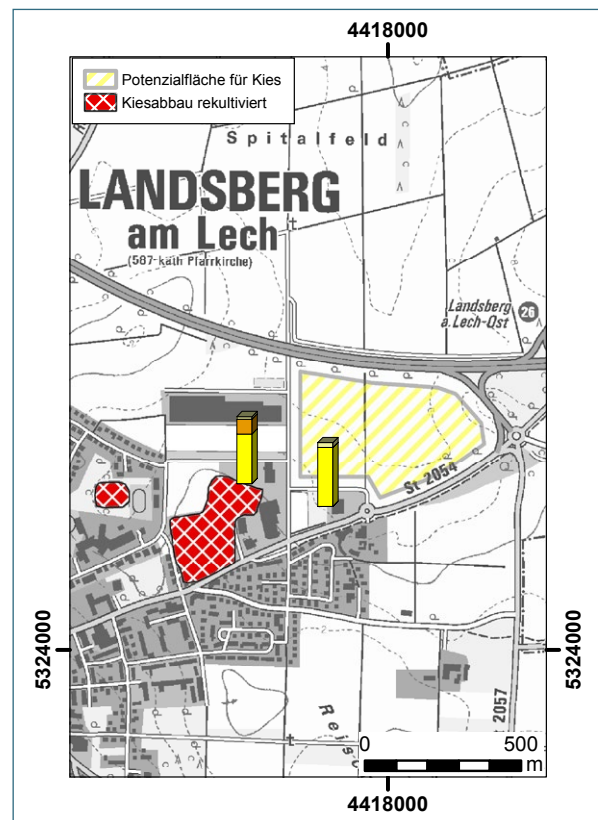 4418000
Potenzialfläche für Kies
Kiesabbau rekultiviert
Spitalfeld
LANDSBERG
am Lech
(587-kath Pfarrkirche)
Landsberg
a.Lech-Ost
26
St 2054
5324000
5324000
2057
0 500
m
4418000